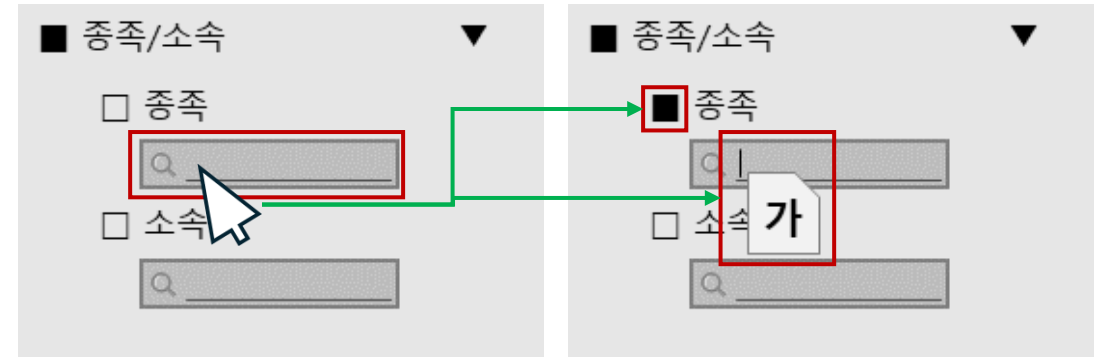 ■ 종족/소속 ▼
□ 종족
□ 소속
■ 종족/소속 ▼
■ 종족
□ 소속
가